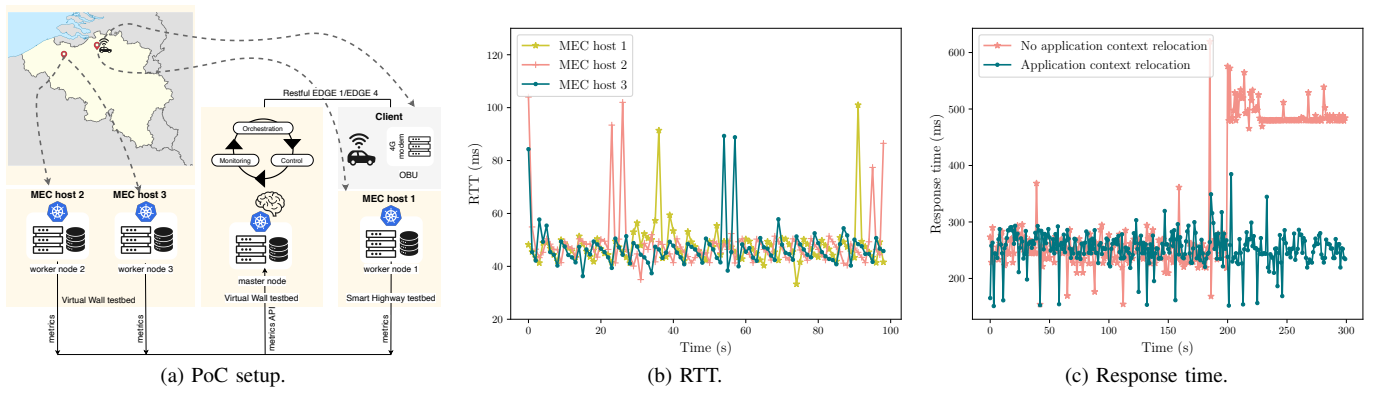 Restful EDGE 1/EDGE 4
Orchestration
Monitoring
Control
Client
4G
modem
OBU
MEC host 2
MEC host 3
MEC host 1
worker node 2
worker node 3
master node
worker node 1
Virtual Wall testbed
Virtual Wall testbed
Smart Highway testbed
metrics
metrics
metrics API
metrics
(a) PoC setup.
MEC host 1
MEC host 2
MEC host 3
RTT (ms)
120
100
80
60
40
20
0
20
40
60
80
100
Time (s)
(b) RTT.
No application context relocation
Application context relocation
Response time (ms)
600
500
400
300
200
0
50
100
150
200
250
300
Time (s)
(c) Response time.